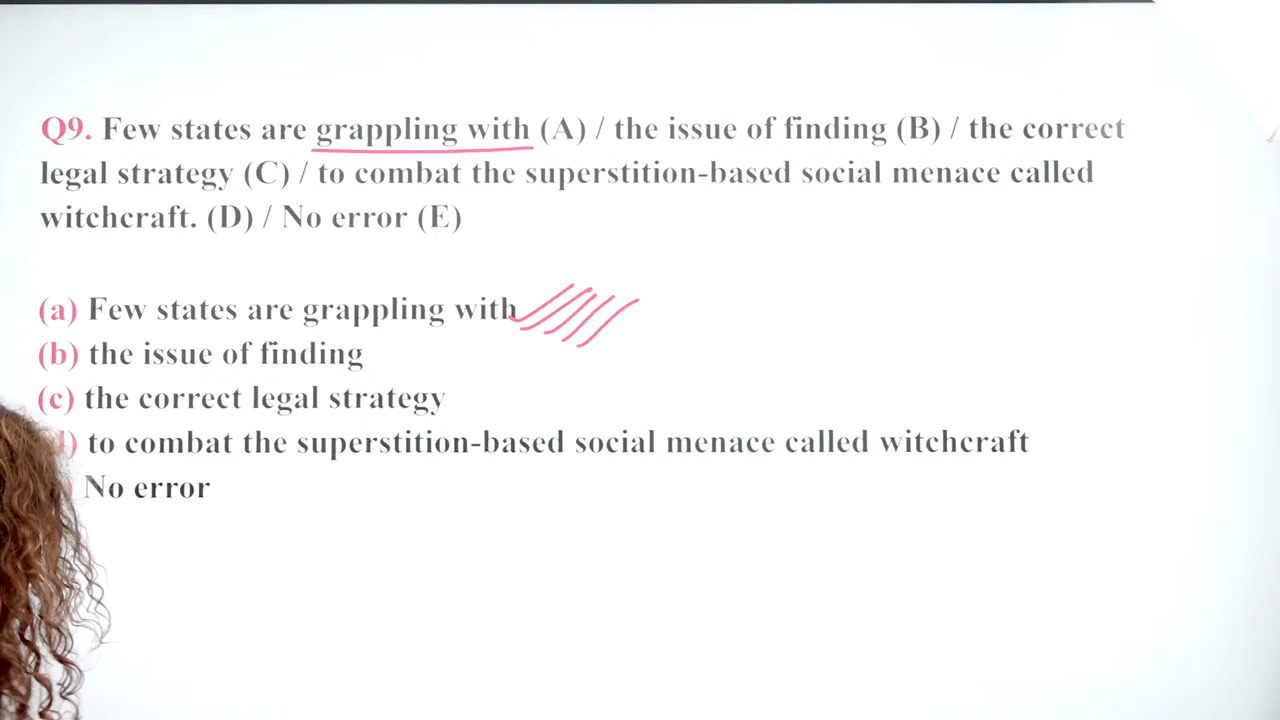 Q9. Few states are grappling with (A) / the issue of finding (B) / the correct
legal strategy (C) / to combat the superstition-based social menace called
witchcraft. (D) / No error (E)
(a) Few states are grappling with
(b) the issue of finding
(c) the correct legal strategy
) to combat the superstition-based social menace called witchcraft
No error